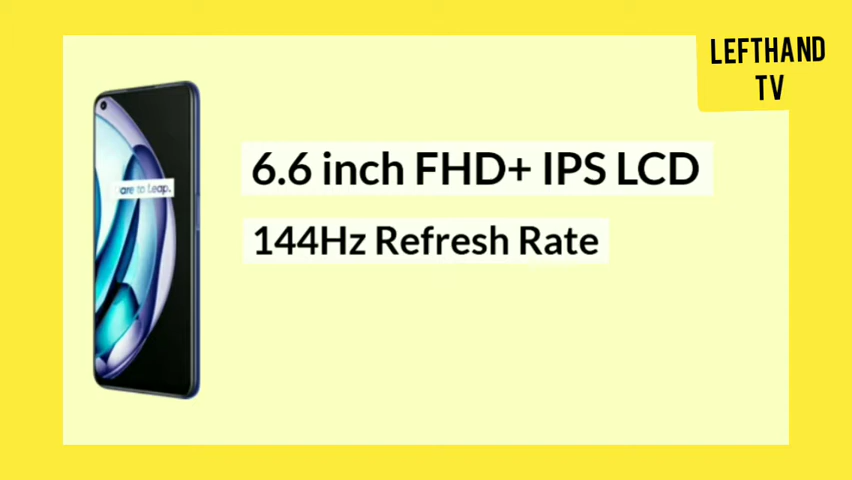 LEFTHAND
TV
6.6 inch FHD+ IPS LCD
144Hz Refresh Rate
are to Leap.